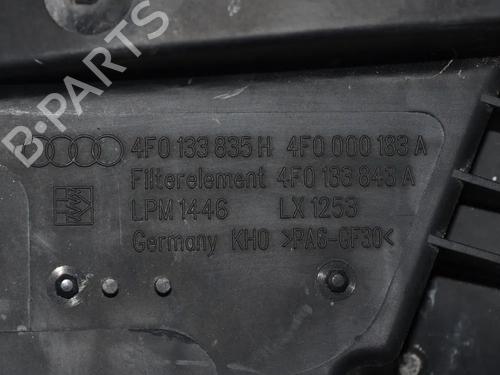 B-PARTS
4F0 133 835 H 4F0 000 183 A
Filterelement 4F0 133 843 A
LPM 1446 LX 1253
Germany KHO >PA6-GF30<